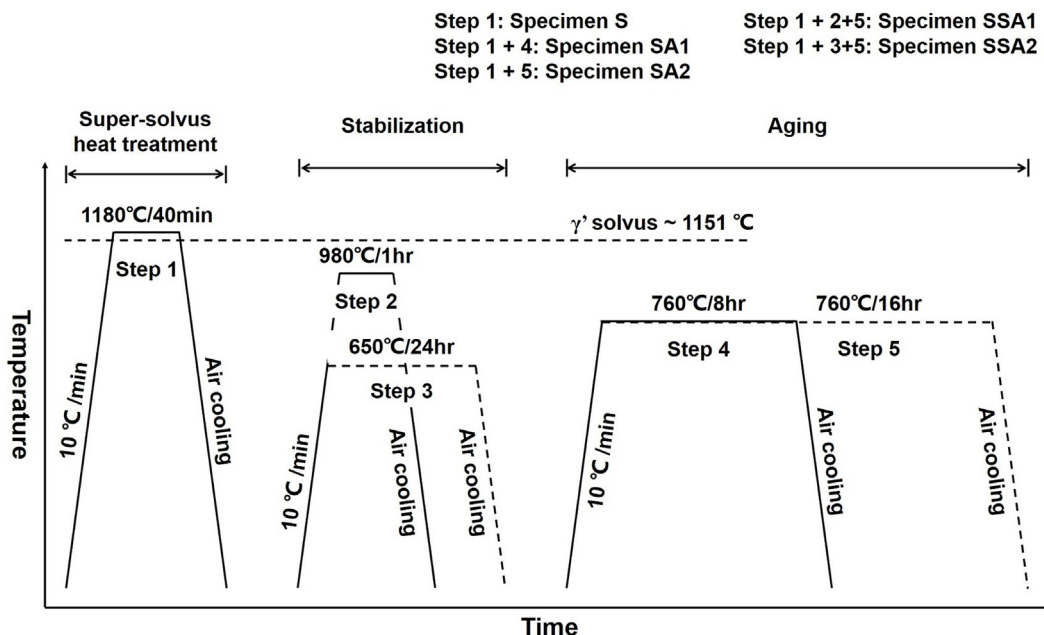 Step 1: Specimen S
Step 1 + 4: Specimen SA1
Step 1 + 5: Specimen SA2
Step 1 + 2+5: Specimen SSA1
Step 1 + 3+5: Specimen SSA2
Super-solvus
heat treatment
Stabilization
Aging
1180℃/40min
γ' solvus ~ 1151 ℃
Step 1
980℃/1hr
Step 2
650℃/24hr
Step 3
760℃/8hr
760℃/16hr
Step 4
Step 5
Temperature
10 ℃ /min
Air cooling
10 ℃ /min
Air cooling
Air cooling
10 ℃ /min
Air cooling
Air cooling
Time